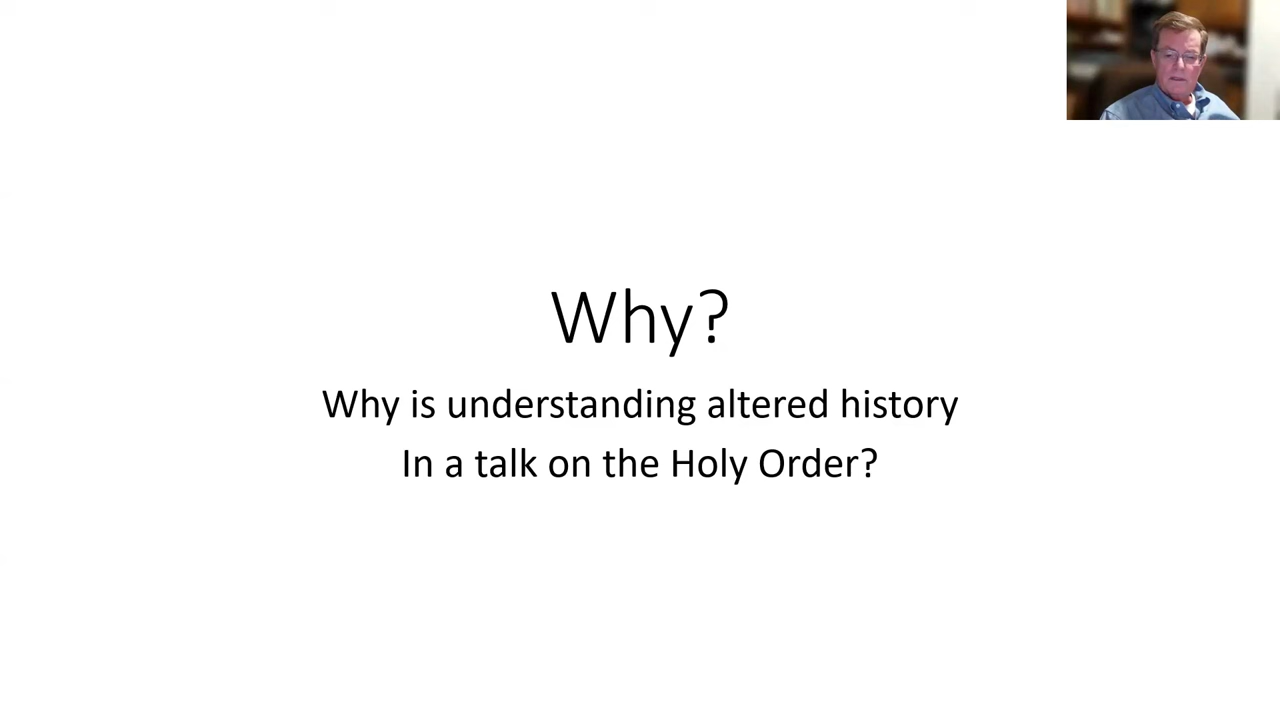 Why?
Why is understanding altered history
In a talk on the Holy Order?